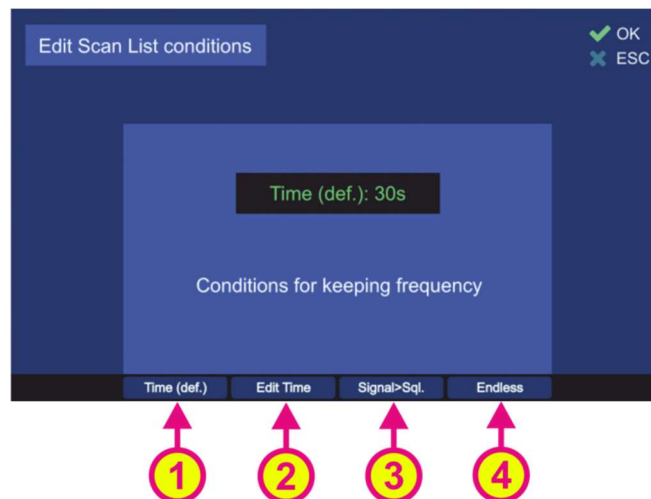 Edit Scan List conditions
OK
ESC
Time (def.): 30s
Conditions for keeping frequency
Time (def.)
Edit Time
Signal>Sql.
Endless
1
2
3
4